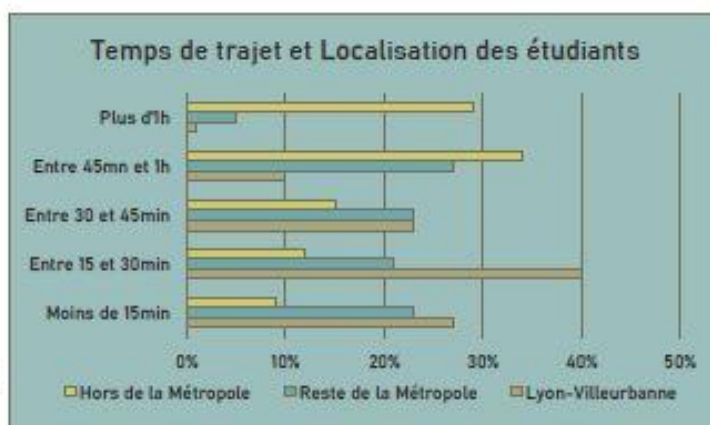 Temps de trajet et Localisation des étudiants
Plus d'1h
Entre 45mn et 1h
Entre 30 et 45min
Entre 15 et 30min
Moins de 15min
0% 10% 20% 30% 40% 50%
Hors de la Métropole Reste de la Métropole Lyon-Villeurbanne